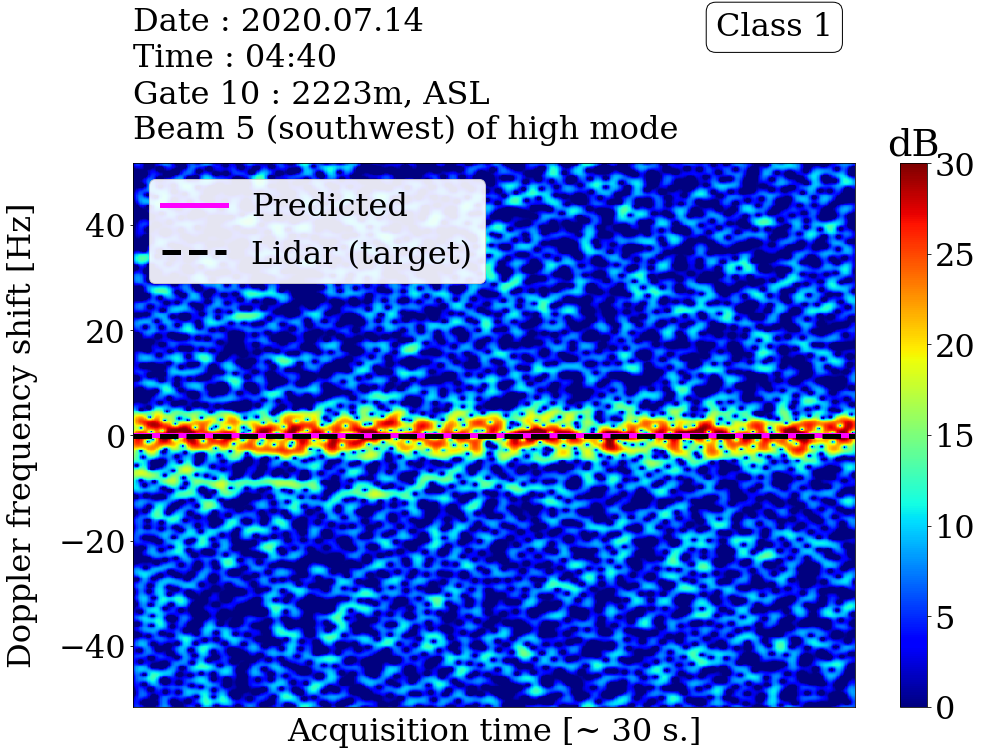 Date : 2020.07.14
Time : 04:40
Gate 10 : 2223m, ASL
Beam 5 (southwest) of high mode
Class 1
dB
Predicted
Lidar (target)
Doppler frequency shift [Hz]
40
20
0
−20
−40
30
25
20
15
10
5
0
Acquisition time [~ 30 s.]